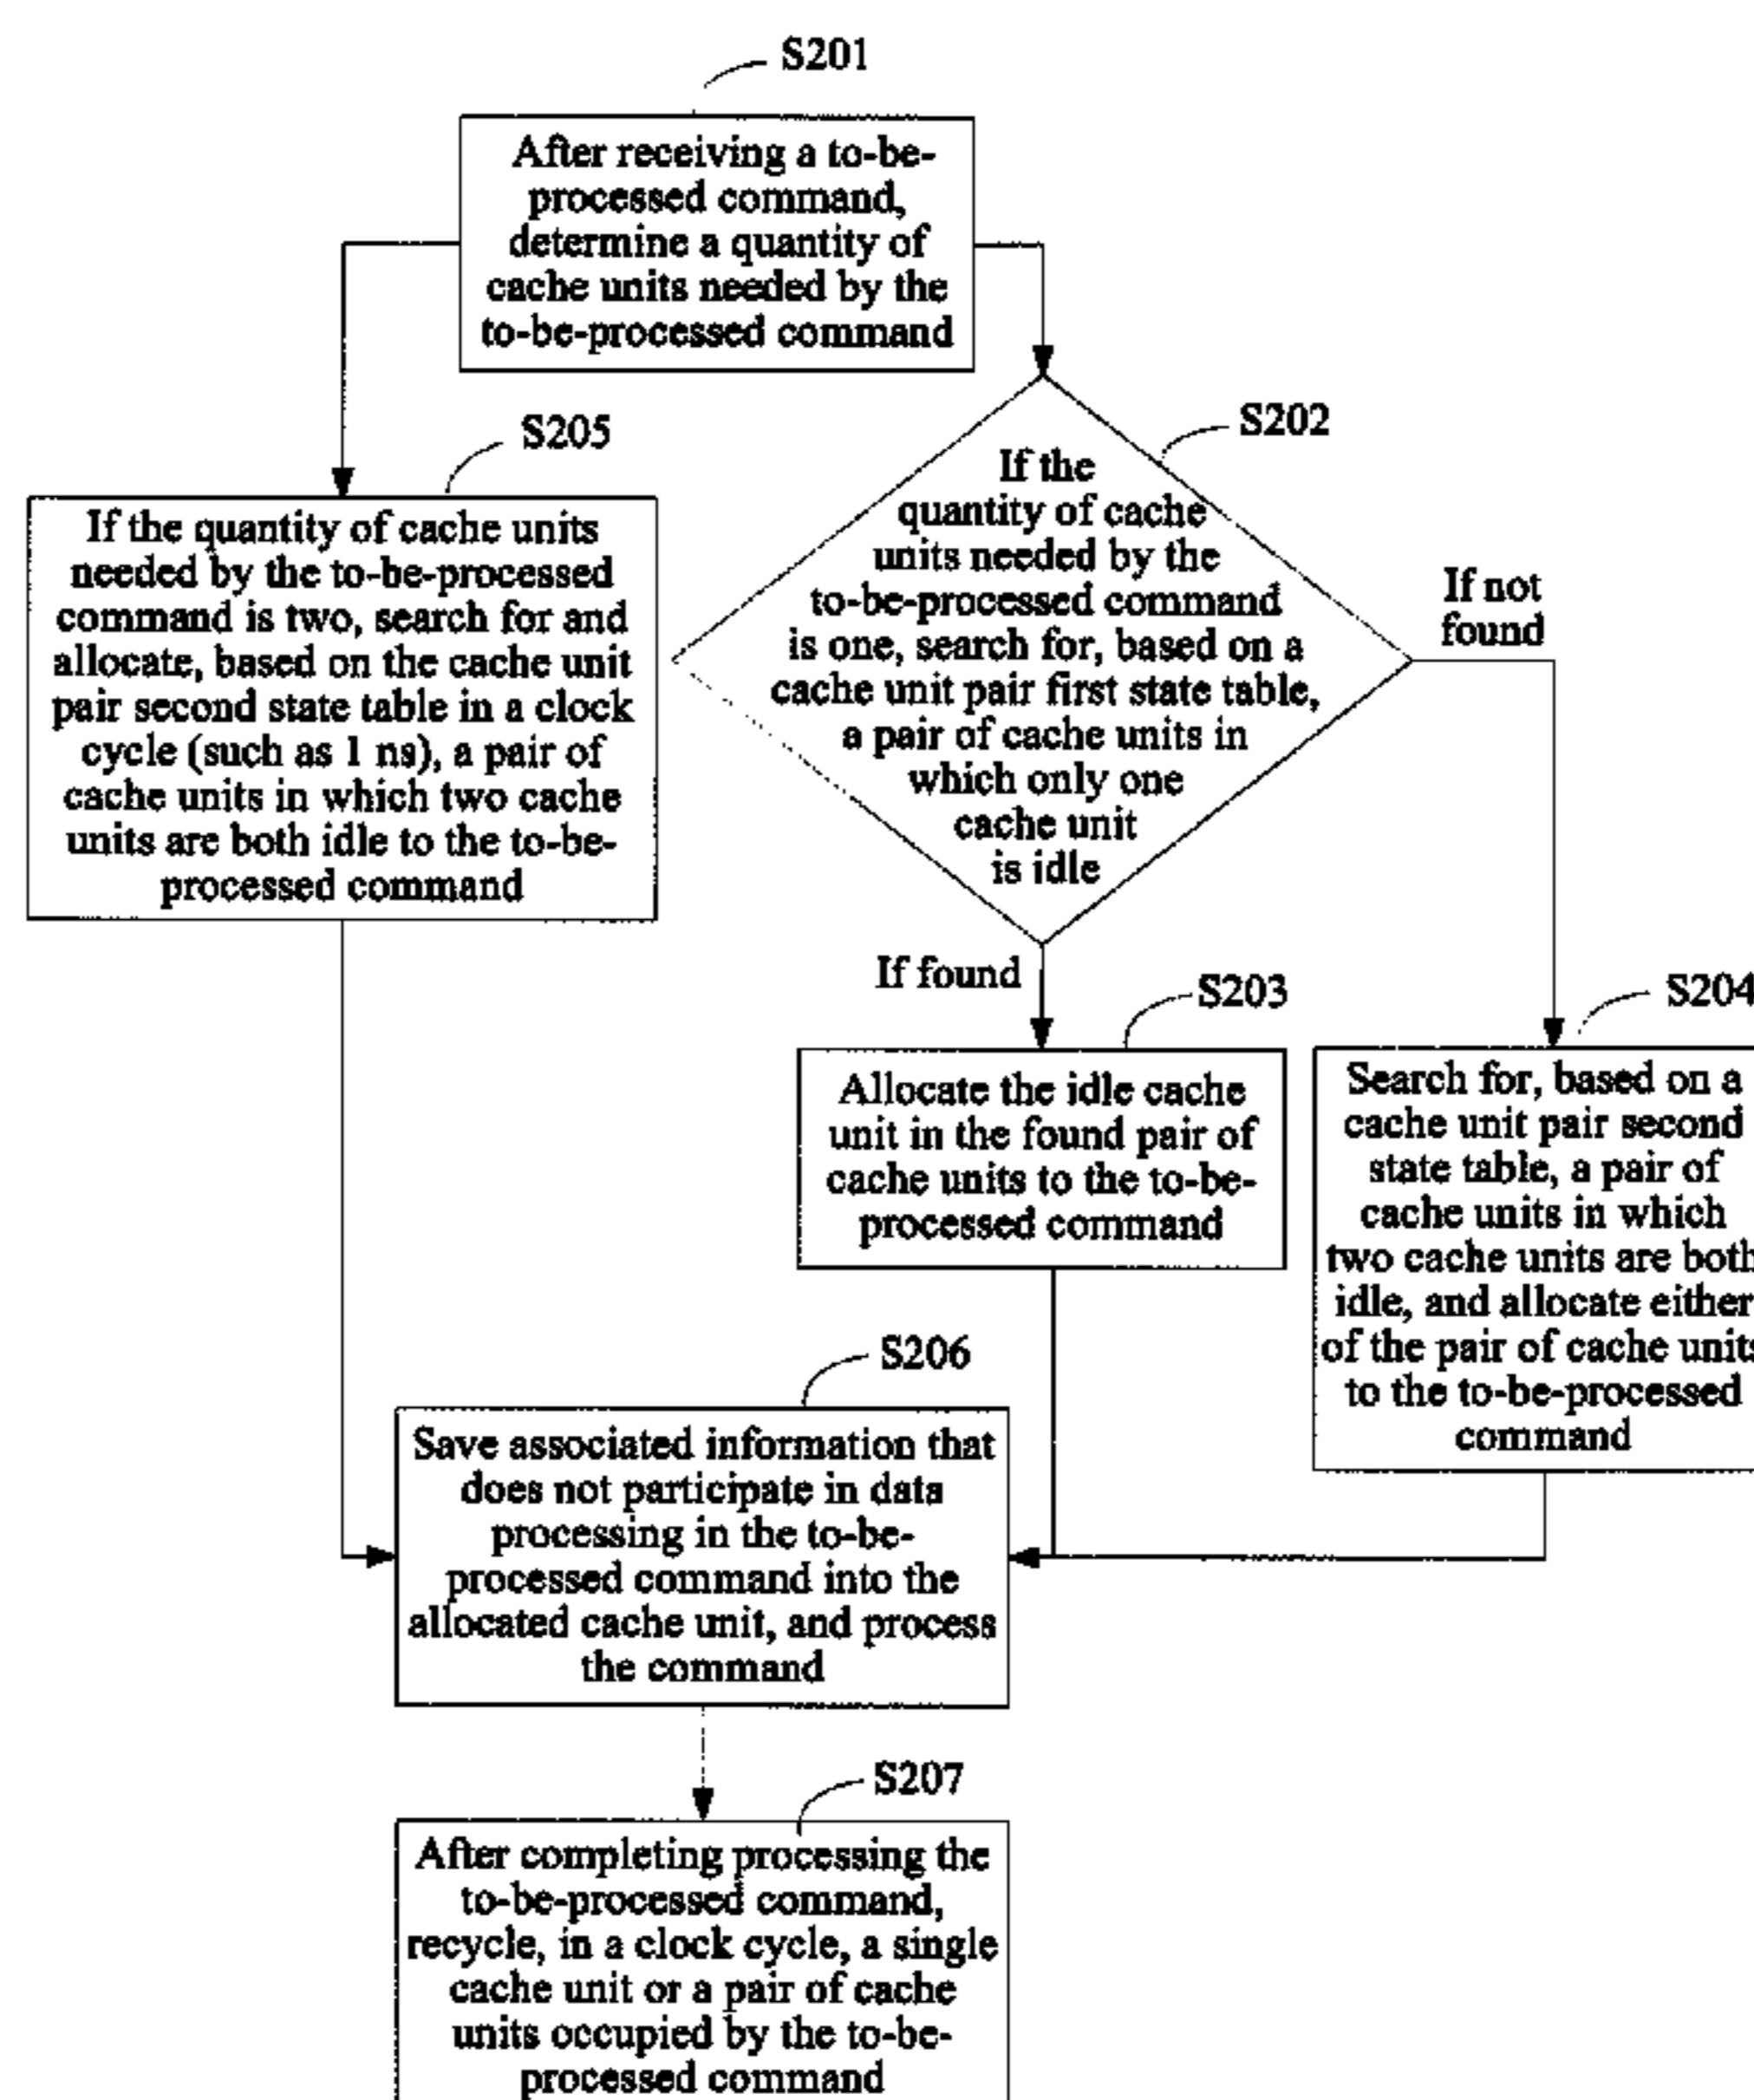 S201
After receiving a to-be-
processed command,
determine a quantity of
cache units needed by the
to-be-processed command
S205
If the quantity of cache units
needed by the to-be-processed
command is two, search for and
allocate, based on the cache unit
pair second state table in a clock
cycle (such as 1 ns), a pair of
cache units in which two cache
units are both idle to the to-be-
processed command
S202
If the
quantity of cache
units needed by the
to-be-processed command
is one, search for, based on a
cache unit pair first state table,
a pair of cache units in
which only one
cache unit
is idle
If not
found
If found
S203
Allocate the idle cache
unit in the found pair of
cache units to the to-be-
processed command
S204
Search for, based on a
cache unit pair second
state table, a pair of
cache units in which
two cache units are both
idle, and allocate either
of the pair of cache units
to the to-be-processed
command
S206
Save associated information that
does not participate in data
processing in the to-be-
processed command into the
allocated cache unit, and process
the command
S207
After completing processing the
to-be-processed command,
recycle, in a clock cycle, a single
cache unit or a pair of cache
units occupied by the to-be-
processed command